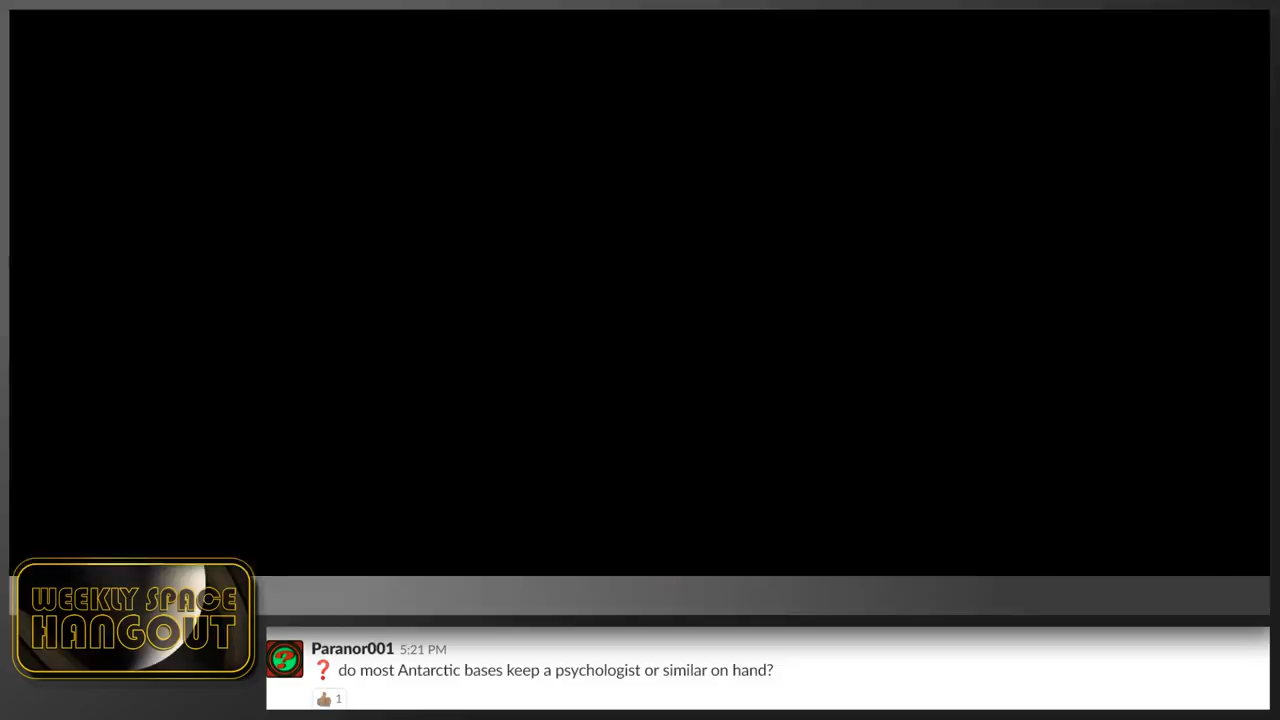 WEEKLY SPACE
HANGOUT
Paranor001 5:21 PM
❓ do most Antarctic bases keep a psychologist or similar on hand?
👍🏽 1